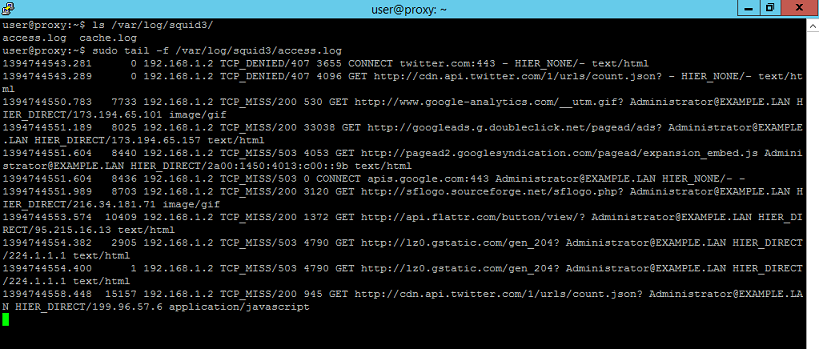 user@proxy: ~
user@proxy:~$ ls /var/log/squid3/
access.log  cache.log
user@proxy:~$ sudo tail -f /var/log/squid3/access.log
1394744543.281      0 192.168.1.2 TCP_DENIED/407 3655 CONNECT twitter.com:443 - HIER_NONE/- text/html
1394744543.289      0 192.168.1.2 TCP_DENIED/407 4096 GET http://cdn.api.twitter.com/1/urls/count.json? - HIER_NONE/- text/ht
ml
1394744550.783   7733 192.168.1.2 TCP_MISS/200 530 GET http://www.google-analytics.com/__utm.gif? Administrator@EXAMPLE.LAN H
IER_DIRECT/173.194.65.101 image/gif
1394744551.189   8025 192.168.1.2 TCP_MISS/200 33038 GET http://googleads.g.doubleclick.net/pagead/ads? Administrator@EXAMPLE
.LAN HIER_DIRECT/173.194.65.157 text/html
1394744551.604   8440 192.168.1.2 TCP_MISS/503 4053 GET http://pagead2.googlesyndication.com/pagead/expansion_embed.js Admini
strator@EXAMPLE.LAN HIER_DIRECT/2a00:1450:4013:c00::9b text/html
1394744551.604   8436 192.168.1.2 TCP_MISS/503 0 CONNECT apis.google.com:443 Administrator@EXAMPLE.LAN HIER_NONE/- -
1394744551.989   8703 192.168.1.2 TCP_MISS/200 3120 GET http://sflogo.sourceforge.net/sflogo.php? Administrator@EXAMPLE.LAN H
IER_DIRECT/216.34.181.71 image/gif
1394744553.574  10409 192.168.1.2 TCP_MISS/200 1372 GET http://api.flattr.com/button/view/? Administrator@EXAMPLE.LAN HIER_DI
RECT/95.215.16.13 text/html
1394744554.382   2905 192.168.1.2 TCP_MISS/503 4790 GET http://lz0.gstatic.com/gen_204? Administrator@EXAMPLE.LAN HIER_DIRECT
/224.1.1.1 text/html
1394744554.400      1 192.168.1.2 TCP_MISS/503 4790 GET http://lz0.gstatic.com/gen_204? Administrator@EXAMPLE.LAN HIER_DIRECT
/224.1.1.1 text/html
1394744558.448  15157 192.168.1.2 TCP_MISS/200 945 GET http://cdn.api.twitter.com/1/urls/count.json? Administrator@EXAMPLE.LA
N HIER_DIRECT/199.96.57.6 application/javascript